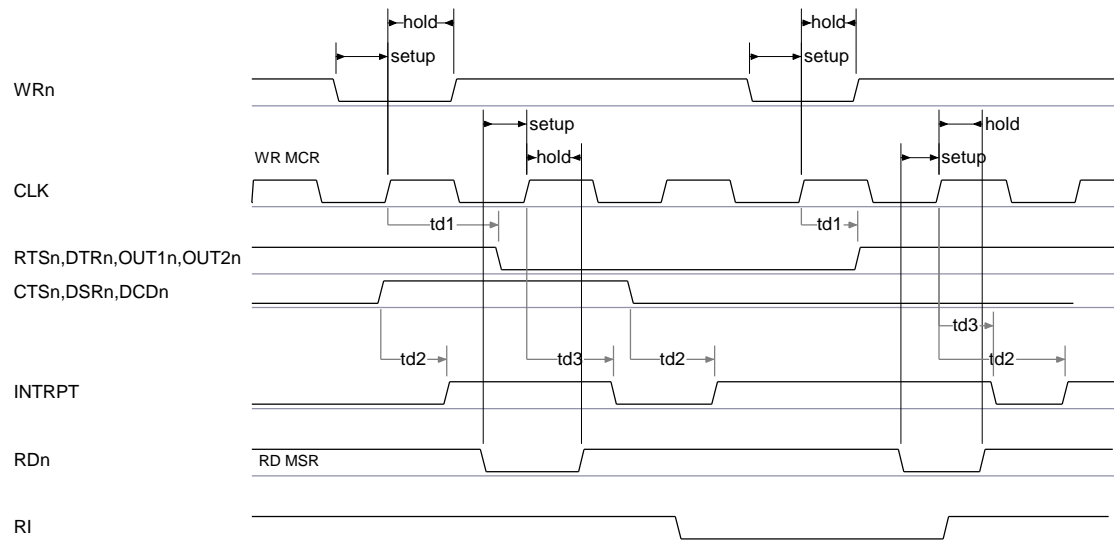 hold
hold
setup
setup
WRn
setup
hold
hold
setup
WR MCR
CLK
td1
td1
RTSn,DTRn,OUT1n,OUT2n
CTSn,DSRn,DCDn
td3
td2
td3
td2
td2
INTRPT
RDn
RD MSR
RI